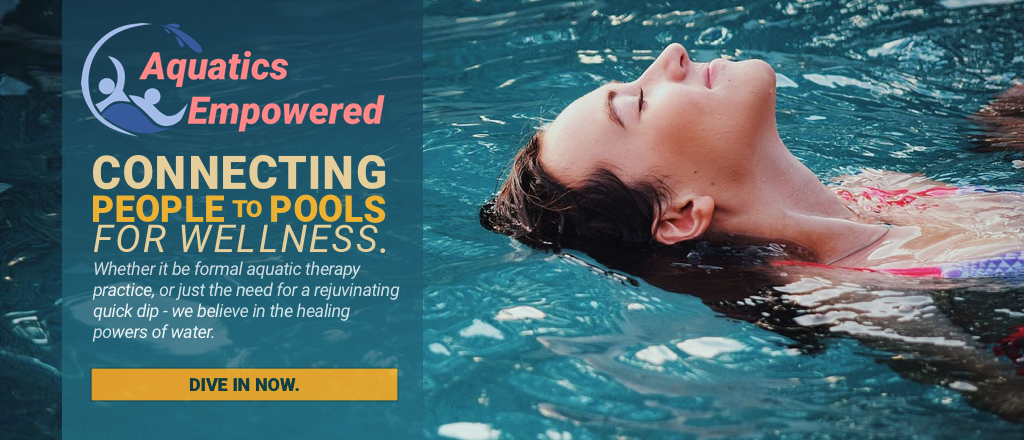 Aquatics
Empowered
CONNECTING
PEOPLE TO POOLS
FOR WELLNESS.
Whether it be formal aquatic therapy
practice, or just the need for a rejuvinating
quick dip - we believe in the healing
powers of water.
DIVE IN NOW.